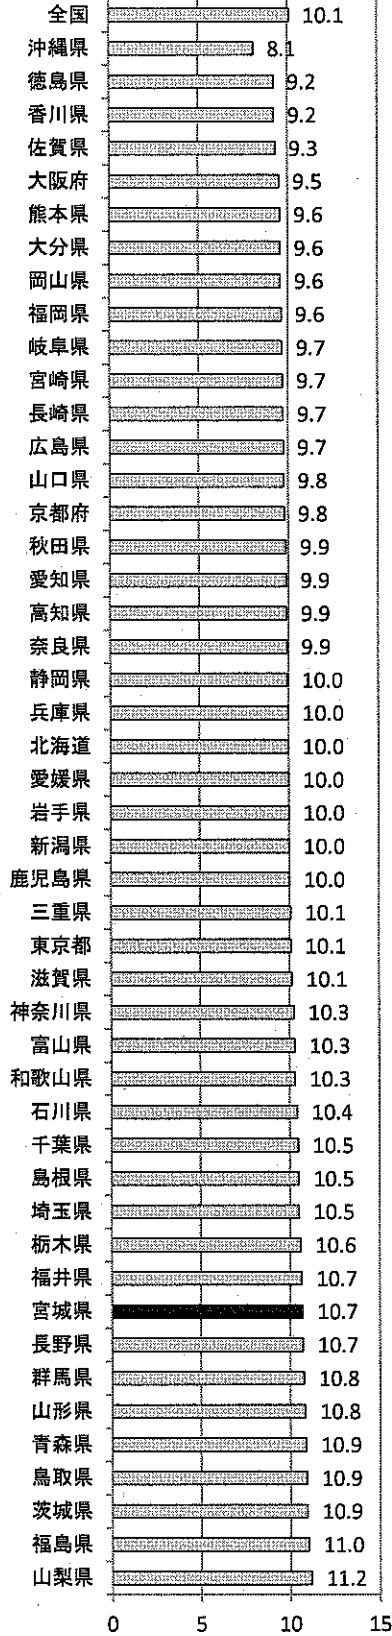 全国 10.1
沖縄県 8.1
徳島県 9.2
香川県 9.2
佐賀県 9.3
大阪府 9.5
熊本県 9.6
大分県 9.6
岡山県 9.6
福岡県 9.6
岐阜県 9.7
宮崎県 9.7
長崎県 9.7
広島県 9.7
山口県 9.8
京都府 9.8
秋田県 9.9
愛知県 9.9
高知県 9.9
奈良県 9.9
静岡県 10.0
兵庫県 10.0
北海道 10.0
愛媛県 10.0
岩手県 10.0
新潟県 10.0
鹿児島県 10.0
三重県 10.1
東京都 10.1
滋賀県 10.1
神奈川県 10.3
富山県 10.3
和歌山県 10.3
石川県 10.4
千葉県 10.5
島根県 10.5
埼玉県 10.5
栃木県 10.6
福井県 10.7
宮城県 10.7
長野県 10.7
群馬県 10.8
山形県 10.8
青森県 10.9
鳥取県 10.9
茨城県 10.9
福島県 11.0
山梨県 11.2
0 5 10 15